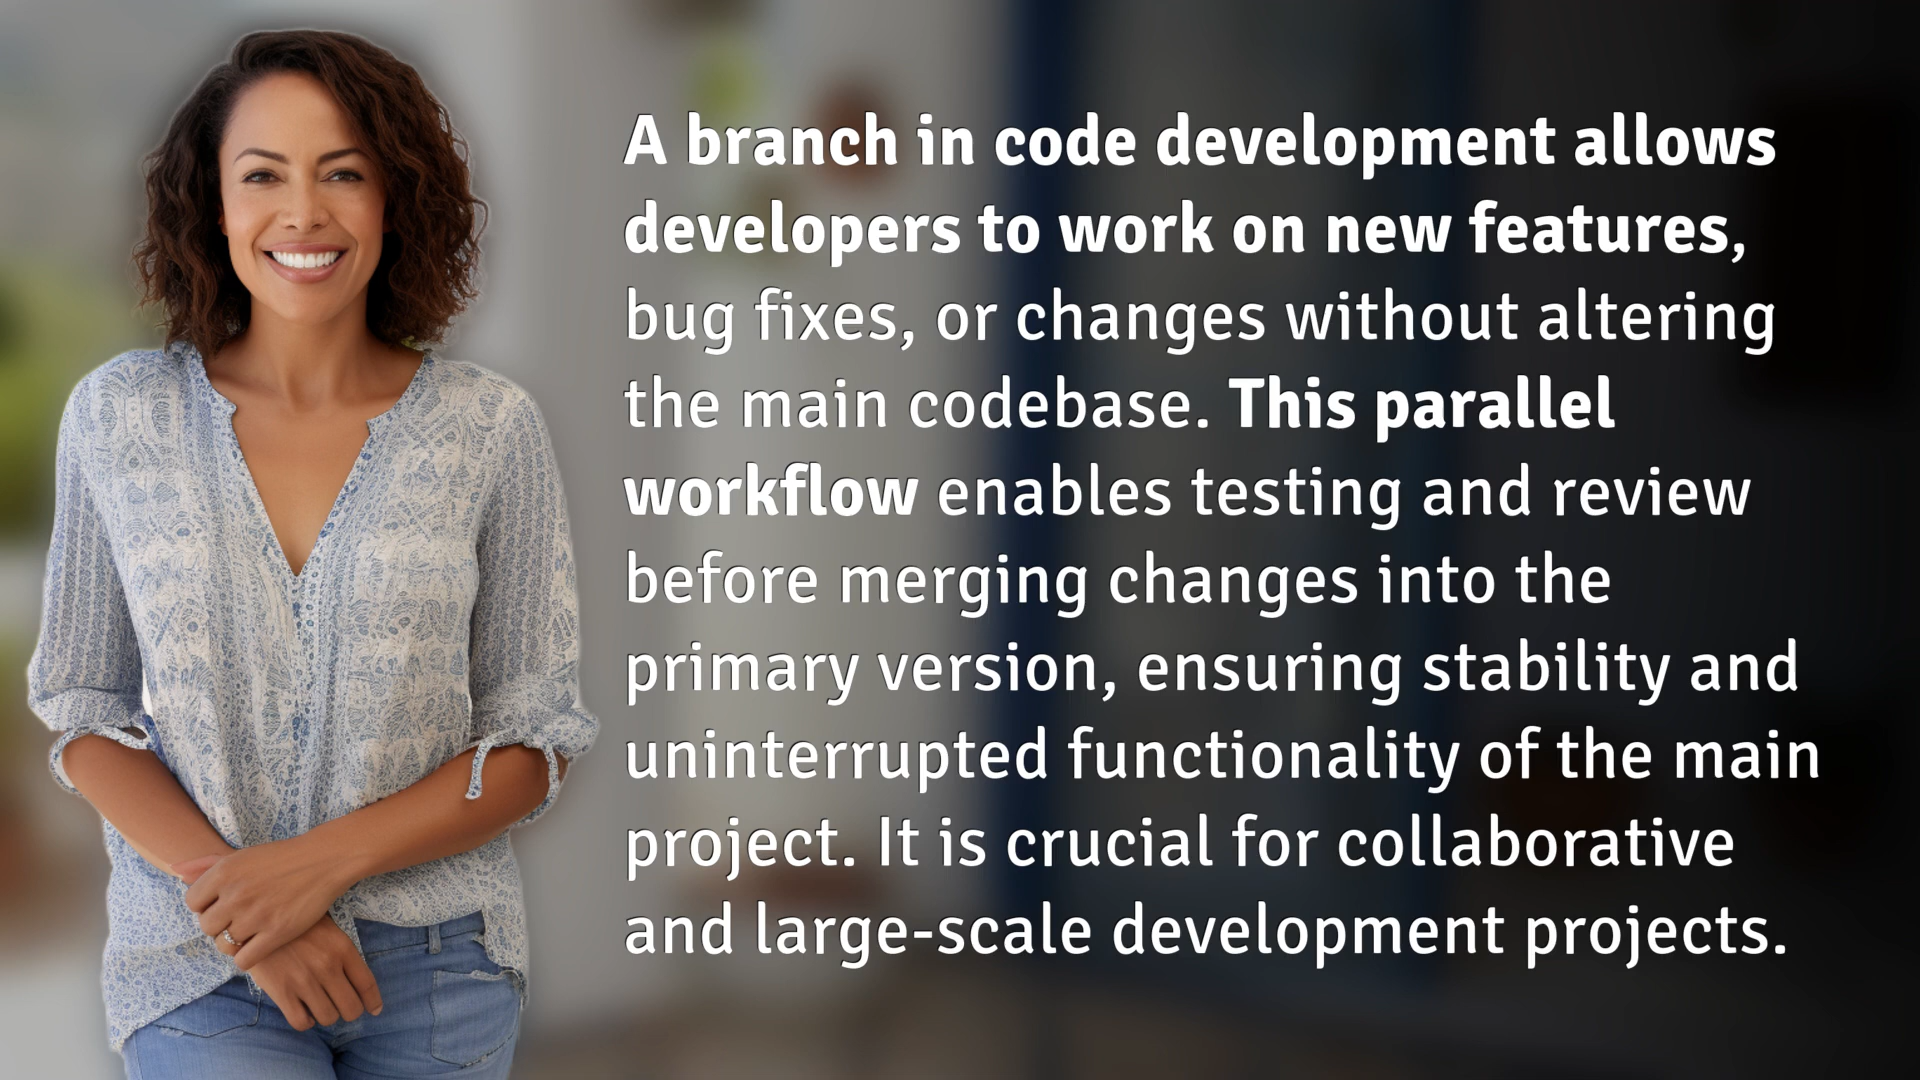 A branch in code development allows
developers to work on new features,
bug fixes, or changes without altering
the main codebase. This parallel
workflow enables testing and review
before merging changes into the
primary version, ensuring stability and
uninterrupted functionality of the main
project. It is crucial for collaborative
and large-scale development projects.